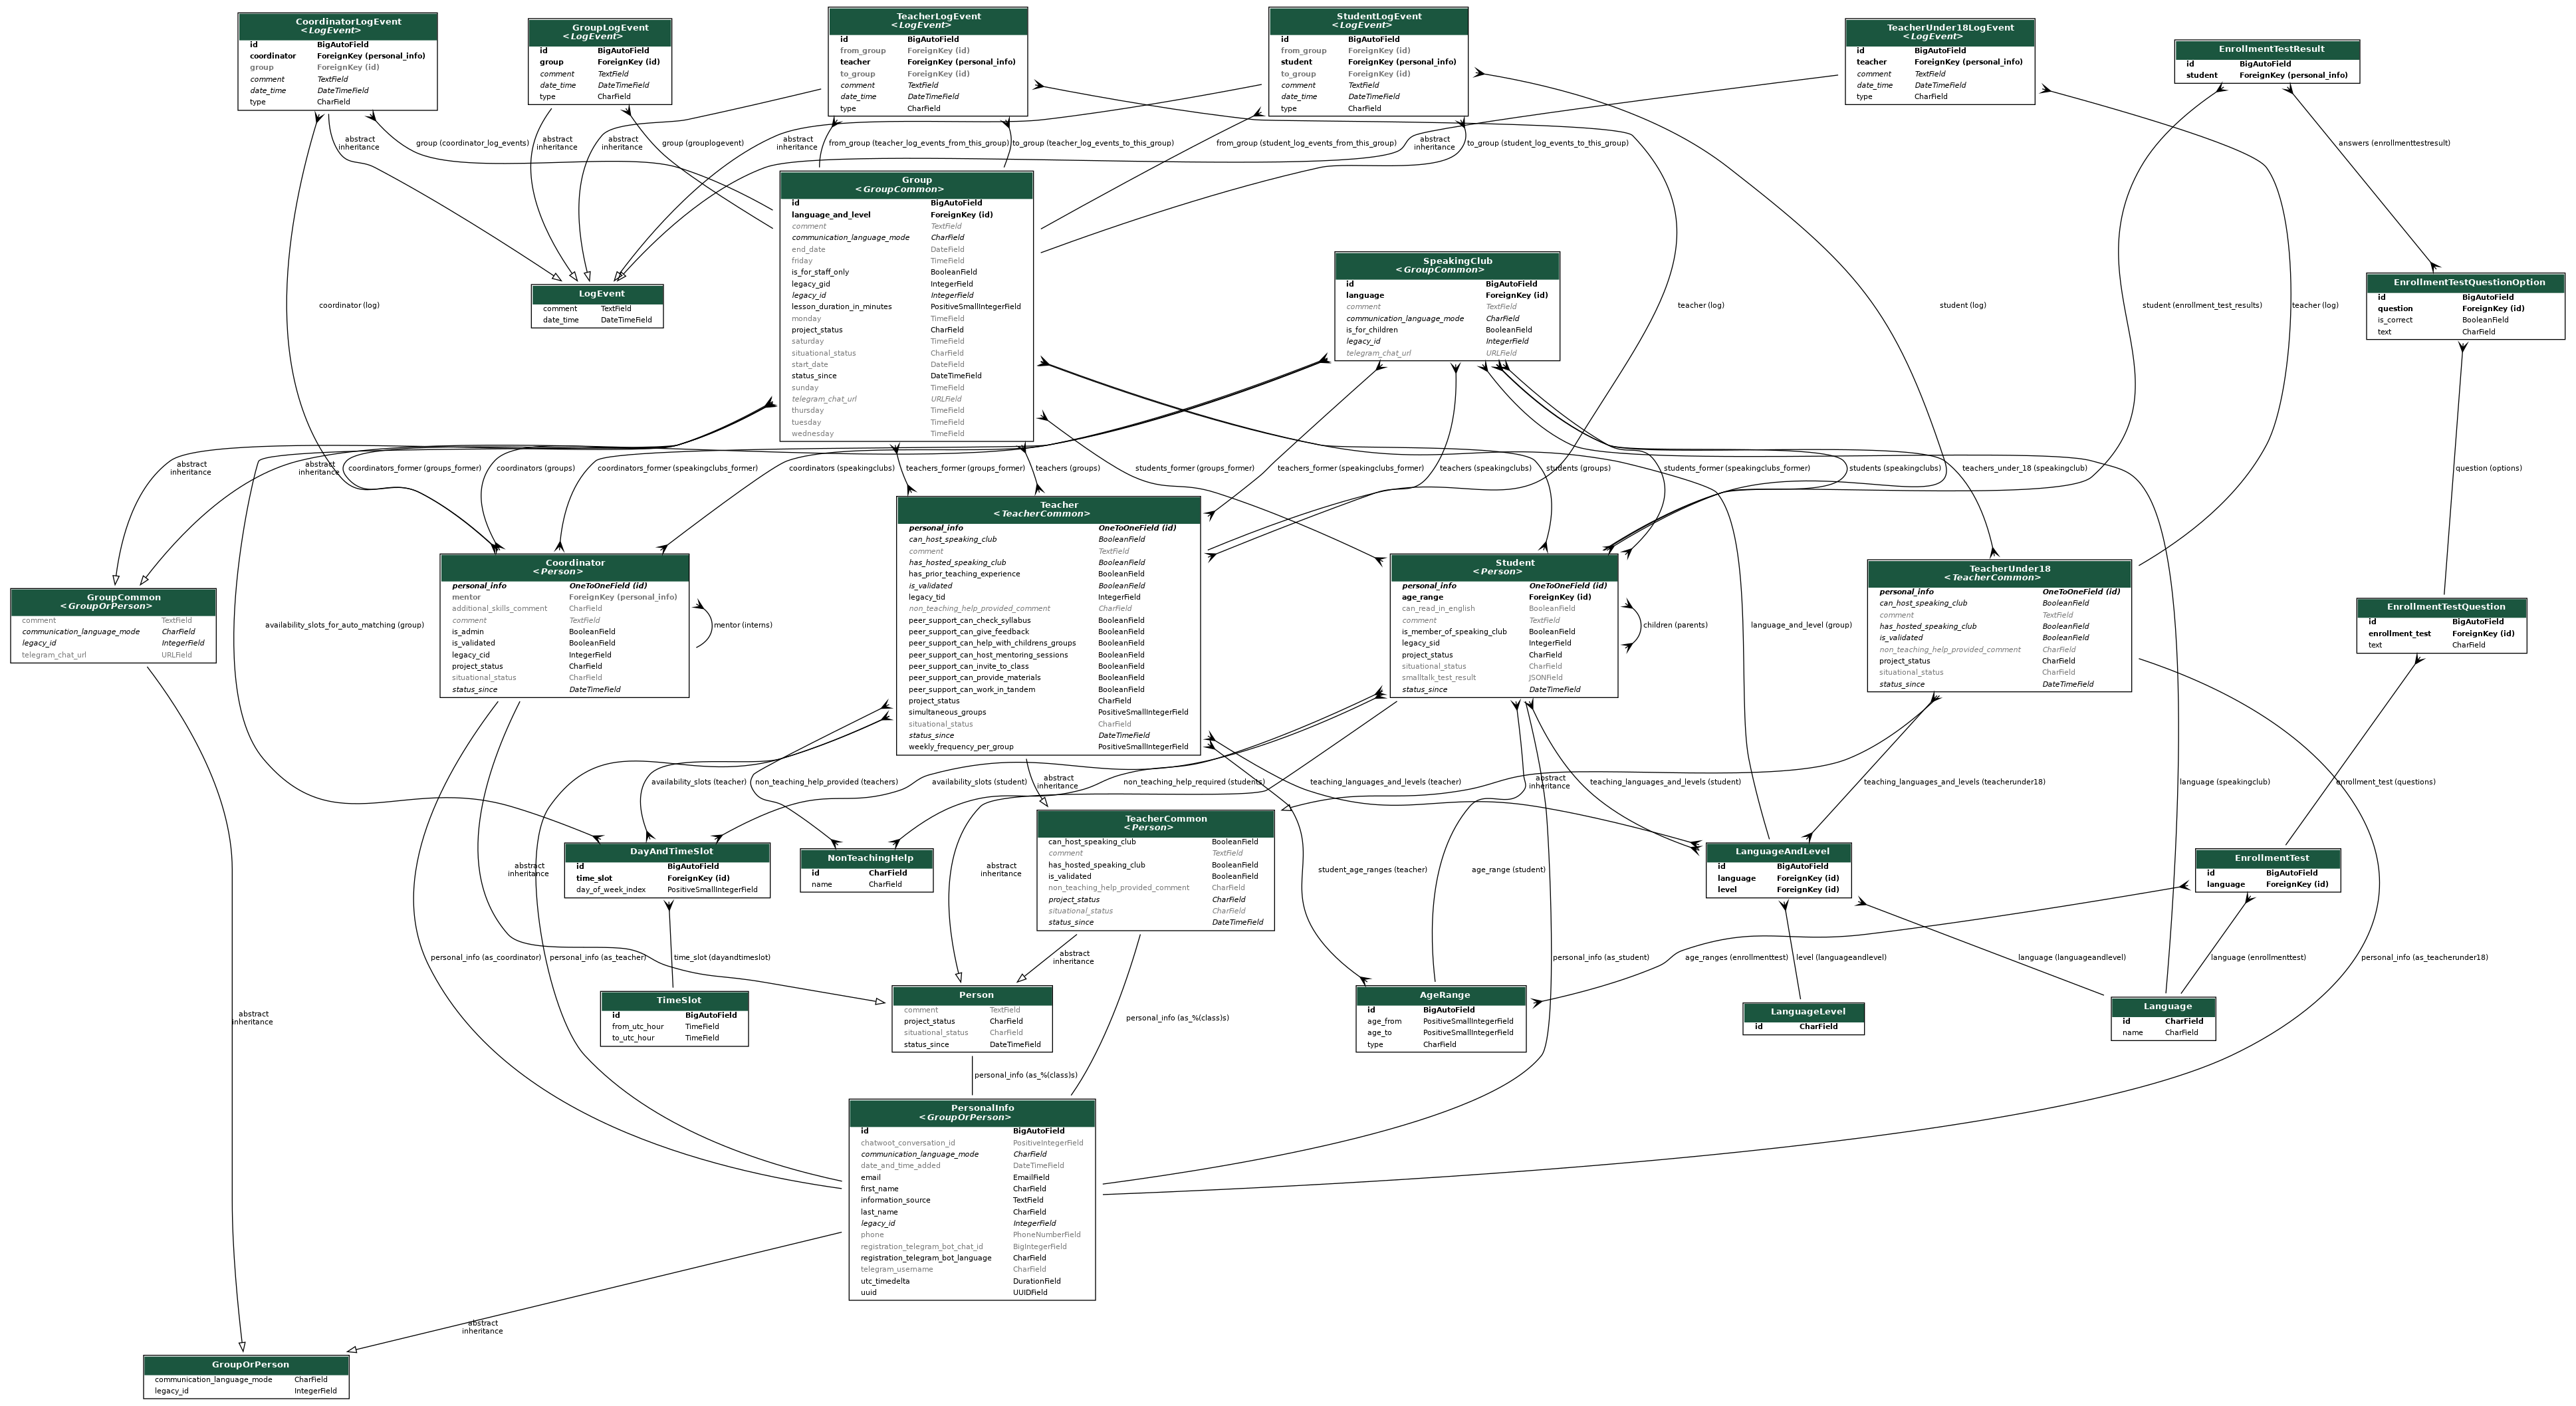 CoordinatorLogEvent
<LogEvent>
id BigAutoField
coordinator ForeignKey (personal_info)
group ForeignKey (id)
comment TextField
date_time DateTimeField
type CharField
GroupLogEvent
<LogEvent>
id BigAutoField
group ForeignKey (id)
comment TextField
date_time DateTimeField
type CharField
TeacherLogEvent
<LogEvent>
id BigAutoField
from_group ForeignKey (id)
teacher ForeignKey (personal_info)
to_group ForeignKey (id)
comment TextField
date_time DateTimeField
type CharField
StudentLogEvent
<LogEvent>
id BigAutoField
from_group ForeignKey (id)
student ForeignKey (personal_info)
to_group ForeignKey (id)
comment TextField
date_time DateTimeField
type CharField
TeacherUnder18LogEvent
<LogEvent>
id BigAutoField
teacher ForeignKey (personal_info)
comment TextField
date_time DateTimeField
type CharField
EnrollmentTestResult
id BigAutoField
student ForeignKey (personal_info)
abstract
inheritance
group (coordinator_log_events)
abstract
inheritance
abstract
inheritance
group (grouplogevent)
abstract
inheritance
from_group (teacher_log_events_from_this_group)
to_group (teacher_log_events_to_this_group)
from_group (student_log_events_from_this_group)
abstract
inheritance
to_group (student_log_events_to_this_group)
answers (enrollmenttestresult)
Group
<GroupCommon>
id BigAutoField
language_and_level ForeignKey (id)
comment TextField
communication_language_mode CharField
end_date DateField
friday TimeField
is_for_staff_only BooleanField
legacy_gid IntegerField
legacy_id IntegerField
lesson_duration_in_minutes PositiveSmallIntegerField
monday TimeField
project_status CharField
saturday TimeField
situational_status CharField
start_date DateField
status_since DateTimeField
sunday TimeField
telegram_chat_url URLField
thursday TimeField
tuesday TimeField
wednesday TimeField
coordinator (log)
LogEvent
comment TextField
date_time DateTimeField
SpeakingClub
<GroupCommon>
id BigAutoField
language ForeignKey (id)
comment TextField
communication_language_mode CharField
is_for_children BooleanField
legacy_id IntegerField
telegram_chat_url URLField
teacher (log)
student (log)
student (enrollment_test_results)
teacher (log)
EnrollmentTestQuestionOption
id BigAutoField
question ForeignKey (id)
is_correct BooleanField
text CharField
abstract
inheritance
abstract
inheritance
coordinators_former (groups_former)
coordinators (groups)
coordinators_former (speakingclubs_former)
coordinators (speakingclubs)
teachers_former (groups_former)
teachers (groups)
students_former (groups_former)
teachers_former (speakingclubs_former)
teachers (speakingclubs)
students (groups)
students_former (speakingclubs_former)
students (speakingclubs)
teachers_under_18 (speakingclub)
question (options)
GroupCommon
<GroupOrPerson>
comment TextField
communication_language_mode CharField
legacy_id IntegerField
telegram_chat_url URLField
availability_slots_for_auto_matching (group)
Coordinator
<Person>
personal_info OneToOneField (id)
mentor ForeignKey (personal_info)
additional_skills_comment CharField
comment TextField
is_admin BooleanField
is_validated BooleanField
legacy_cid IntegerField
project_status CharField
situational_status CharField
status_since DateTimeField
mentor (interns)
Teacher
<TeacherCommon>
personal_info OneToOneField (id)
can_host_speaking_club BooleanField
comment TextField
has_hosted_speaking_club BooleanField
has_prior_teaching_experience BooleanField
is_validated BooleanField
legacy_tid IntegerField
non_teaching_help_provided_comment CharField
peer_support_can_check_syllabus BooleanField
peer_support_can_give_feedback BooleanField
peer_support_can_help_with_childrens_groups BooleanField
peer_support_can_host_mentoring_sessions BooleanField
peer_support_can_invite_to_class BooleanField
peer_support_can_provide_materials BooleanField
peer_support_can_work_in_tandem BooleanField
project_status CharField
simultaneous_groups PositiveSmallIntegerField
situational_status CharField
status_since DateTimeField
weekly_frequency_per_group PositiveSmallIntegerField
Student
<Person>
personal_info OneToOneField (id)
age_range ForeignKey (id)
can_read_in_english BooleanField
comment TextField
is_member_of_speaking_club BooleanField
legacy_sid IntegerField
project_status CharField
situational_status CharField
smalltalk_test_result JSONField
status_since DateTimeField
children (parents)
language_and_level (group)
TeacherUnder18
<TeacherCommon>
personal_info OneToOneField (id)
can_host_speaking_club BooleanField
comment TextField
has_hosted_speaking_club BooleanField
is_validated BooleanField
non_teaching_help_provided_comment CharField
project_status CharField
situational_status CharField
status_since DateTimeField
EnrollmentTestQuestion
id BigAutoField
enrollment_test ForeignKey (id)
text CharField
availability_slots (teacher)
non_teaching_help_provided (teachers)
availability_slots (student)
abstract
inheritance
non_teaching_help_required (students)
teaching_languages_and_levels (teacher)
abstract
inheritance
teaching_languages_and_levels (student)
teaching_languages_and_levels (teacherunder18)
language (speakingclub)
enrollment_test (questions)
abstract
inheritance
DayAndTimeSlot
id BigAutoField
time_slot ForeignKey (id)
day_of_week_index PositiveSmallIntegerField
NonTeachingHelp
id CharField
name CharField
abstract
inheritance
TeacherCommon
<Person>
can_host_speaking_club BooleanField
comment TextField
has_hosted_speaking_club BooleanField
is_validated BooleanField
non_teaching_help_provided_comment CharField
project_status CharField
situational_status CharField
status_since DateTimeField
student_age_ranges (teacher)
age_range (student)
LanguageAndLevel
id BigAutoField
language ForeignKey (id)
level ForeignKey (id)
EnrollmentTest
id BigAutoField
language ForeignKey (id)
personal_info (as_coordinator)
personal_info (as_teacher)
time_slot (dayandtimeslot)
abstract
inheritance
personal_info (as_student)
age_ranges (enrollmenttest)
level (languageandlevel)
language (languageandlevel)
language (enrollmenttest)
personal_info (as_teacherunder18)
abstract
inheritance
TimeSlot
id BigAutoField
from_utc_hour TimeField
to_utc_hour TimeField
Person
comment TextField
project_status CharField
situational_status CharField
status_since DateTimeField
personal_info (as_%(class)s)
AgeRange
id BigAutoField
age_from PositiveSmallIntegerField
age_to PositiveSmallIntegerField
type CharField
LanguageLevel
id CharField
Language
id CharField
name CharField
personal_info (as_%(class)s)
PersonalInfo
<GroupOrPerson>
id BigAutoField
chatwoot_conversation_id PositiveIntegerField
communication_language_mode CharField
date_and_time_added DateTimeField
email EmailField
first_name CharField
information_source TextField
last_name CharField
legacy_id IntegerField
phone PhoneNumberField
registration_telegram_bot_chat_id BigIntegerField
registration_telegram_bot_language CharField
telegram_username CharField
utc_timedelta DurationField
uuid UUIDField
abstract
inheritance
GroupOrPerson
communication_language_mode CharField
legacy_id IntegerField